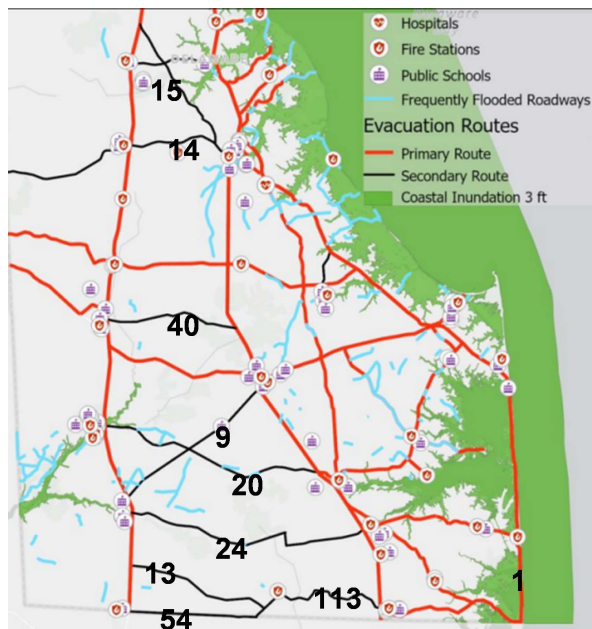 Hospitals
Fire Stations
DELAWARE
Public Schools
15
Frequently Flooded Roadways
Evacuation Routes
14
Primary Route
Secondary Route
Coastal Inundation 3 ft
40
9
20
24
13
113
1
54